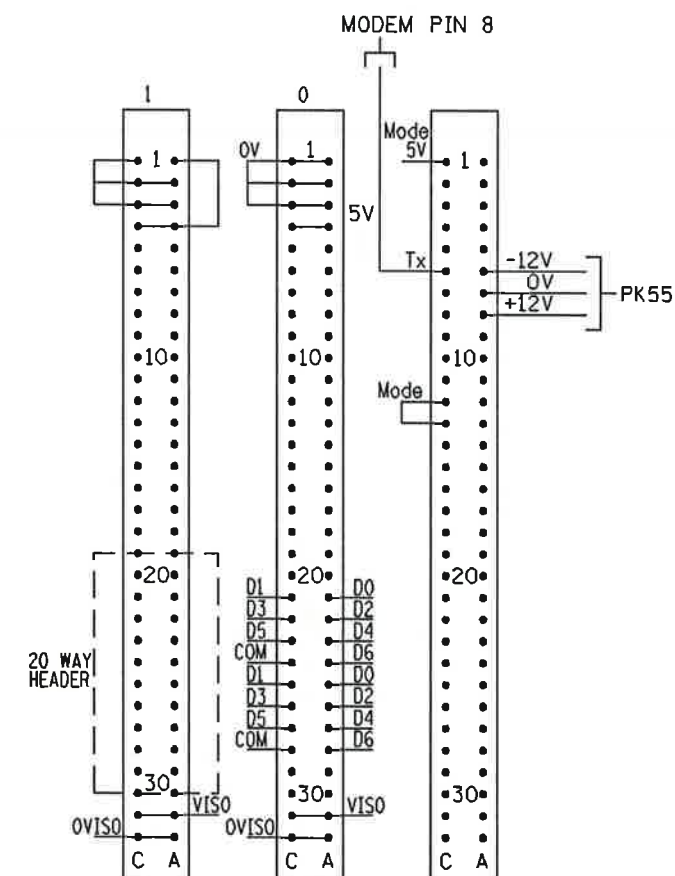 MODEM PIN 8
1 0
Mode
1 0V 1 5V 1
5V
Tx -12V
0V
+12V
PK55
10 10 10
Mode
20 20 20
D1 D0
D3 D2
D5 D4
COM D6
20 WAY
HEADER
D1 D0
D3 D2
D5 D4
COM D6
30 30 30
VISO VISO
0VISO 0VISO
C A C A C A